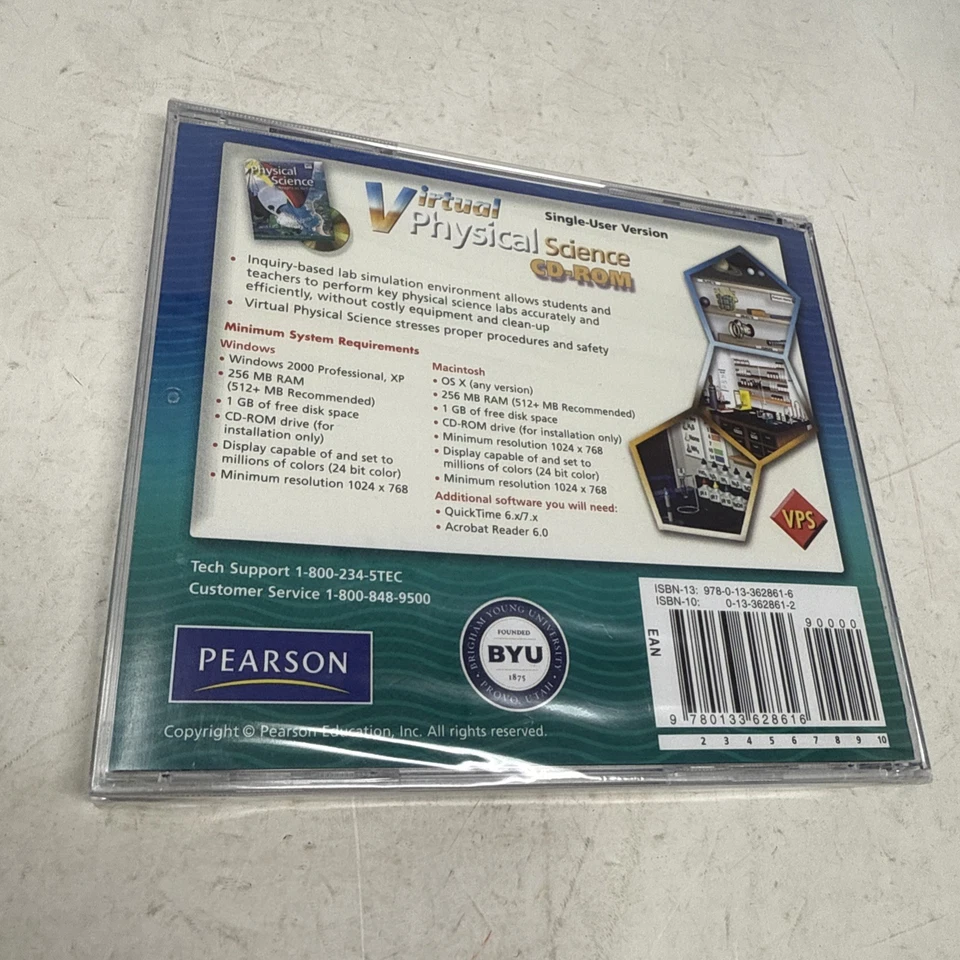 Physical
Science
Virtual
Physical Science
CD-ROM
Single-User Version
• Inquiry-based lab simulation environment allows students and
teachers to perform key physical science labs accurately and
efficiently, without costly equipment and clean-up
• Virtual Physical Science stresses proper procedures and safety
Minimum System Requirements
Windows
• Windows 2000 Professional, XP
• 256 MB RAM
(512+ MB Recommended)
• 1 GB of free disk space
• CD-ROM drive (for
installation only)
• Display capable of and set to
millions of colors (24 bit color)
• Minimum resolution 1024 x 768
Macintosh
• OS X (any version)
• 256 MB RAM (512+ MB Recommended)
• 1 GB of free disk space
• CD-ROM drive (for installation only)
• Minimum resolution 1024 x 768
• Display capable of and set to
millions of colors (24 bit color)
• Minimum resolution 1024 x 768
Additional software you will need:
• QuickTime 6.x/7.x
• Acrobat Reader 6.0
VPS
Tech Support 1-800-234-5TEC
Customer Service 1-800-848-9500
PEARSON
BRIGHAM YOUNG UNIVERSITY
FOUNDED
BYU
1875
PROVO, UTAH
ISBN-13: 978-0-13-362861-6
ISBN-10: 0-13-362861-2
90000
EAN
9 780133 628616
2 3 4 5 6 7 8 9 10
Copyright © Pearson Education, Inc. All rights reserved.